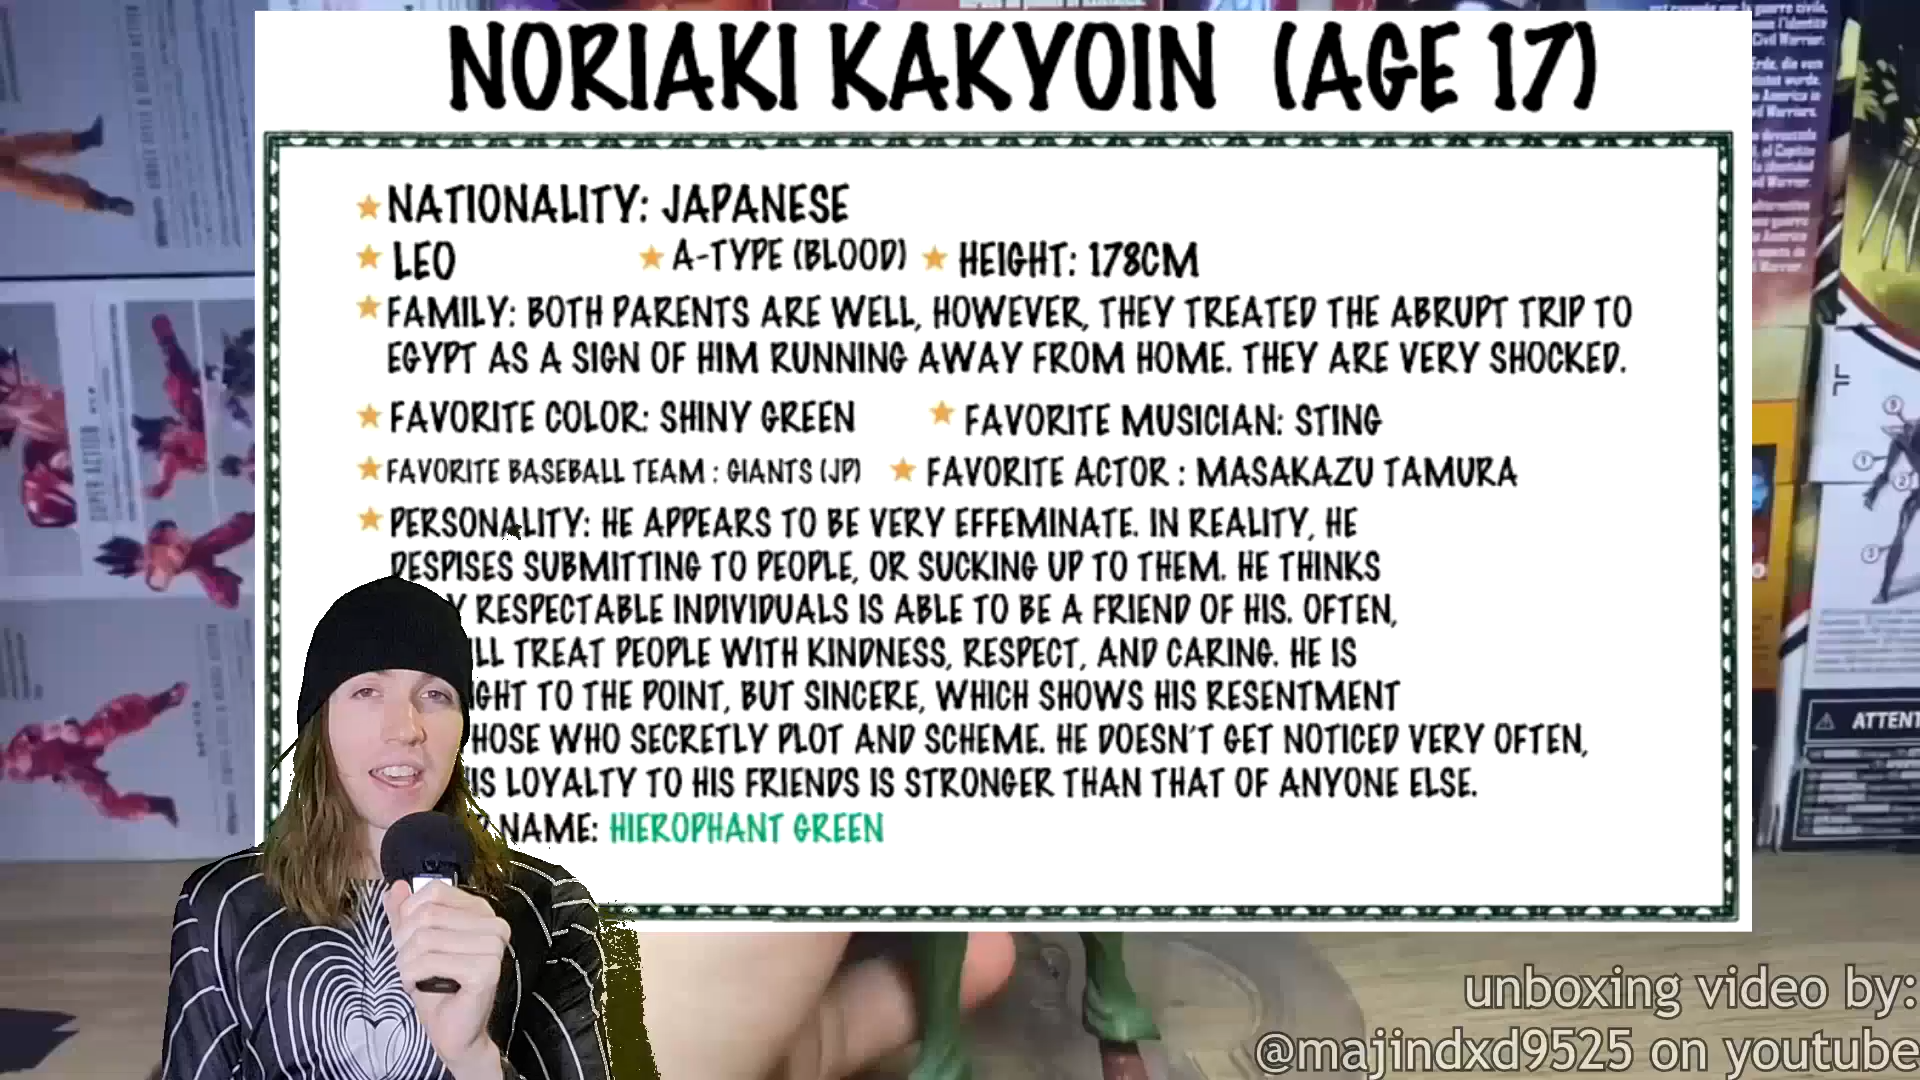 NORIAKI KAKYOIN (AGE 17)
NATIONALITY: JAPANESE
LEO A-TYPE (BLOOD) HEIGHT: 178CM
FAMILY: BOTH PARENTS ARE WELL, HOWEVER, THEY TREATED THE ABRUPT TRIP TO
EGYPT AS A SIGN OF HIM RUNNING AWAY FROM HOME. THEY ARE VERY SHOCKED.
FAVORITE COLOR: SHINY GREEN FAVORITE MUSICIAN: STING
FAVORITE BASEBALL TEAM : GIANTS (JP) FAVORITE ACTOR : MASAKAZU TAMURA
PERSONALITY: HE APPEARS TO BE VERY EFFEMINATE. IN REALITY, HE
DESPISES SUBMITTING TO PEOPLE, OR SUCKING UP TO THEM. HE THINKS
RESPECTABLE INDIVIDUALS IS ABLE TO BE A FRIEND OF HIS. OFTEN,
TREAT PEOPLE WITH KINDNESS, RESPECT, AND CARING. HE IS
TO THE POINT, BUT SINCERE, WHICH SHOWS HIS RESENTMENT
WHO SECRETLY PLOT AND SCHEME. HE DOESN'T GET NOTICED VERY OFTEN,
LOYALTY TO HIS FRIENDS IS STRONGER THAN THAT OF ANYONE ELSE.
NAME: HIEROPHANT GREEN
SUPER ACTION
ATTENT
unboxing video by:
@majindxd9525 on youtube